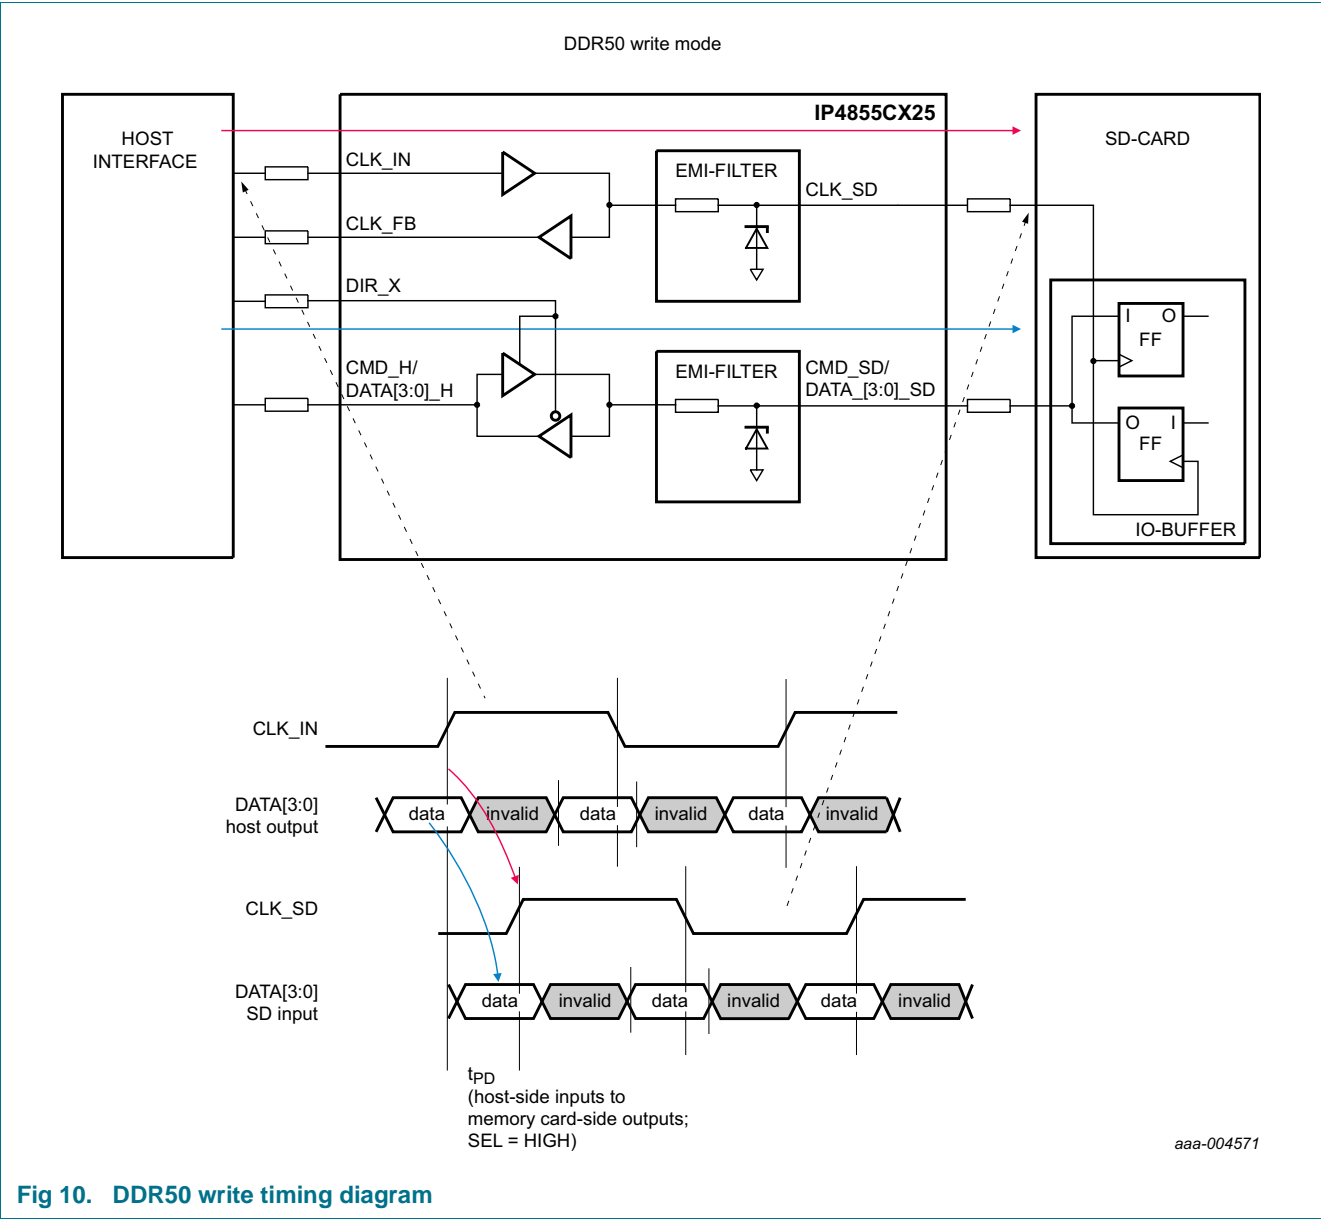 DDR50 write mode
IP4855CX25
HOST
INTERFACE
SD-CARD
CLK_IN
EMI-FILTER
CLK_SD
CLK_FB
DIR_X
I O
FF
CMD_H/
DATA[3:0]_H
EMI-FILTER
CMD_SD/
DATA_[3:0]_SD
O I
FF
IO-BUFFER
CLK_IN
DATA[3:0]
host output
data invalid data invalid data invalid
CLK_SD
DATA[3:0]
SD input
data invalid data invalid data invalid
tPD
(host-side inputs to
memory card-side outputs;
SEL = HIGH)
aaa-004571
Fig 10. DDR50 write timing diagram